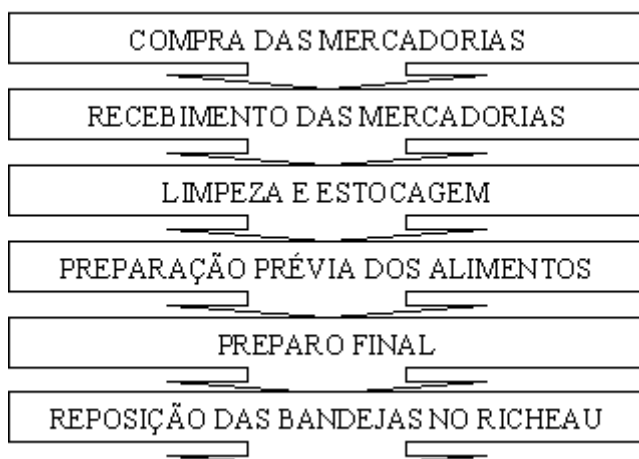 COMPRA DAS MERCADORIAS
RECEBIMENTO DAS MERCADORIAS
LIMPEZA E ESTOCAGEM
PREPARAÇÃO PRÉVIA DOS ALIMENTOS
PREPARO FINAL
REPOSIÇÃO DAS BANDEJAS NO RICHEAU